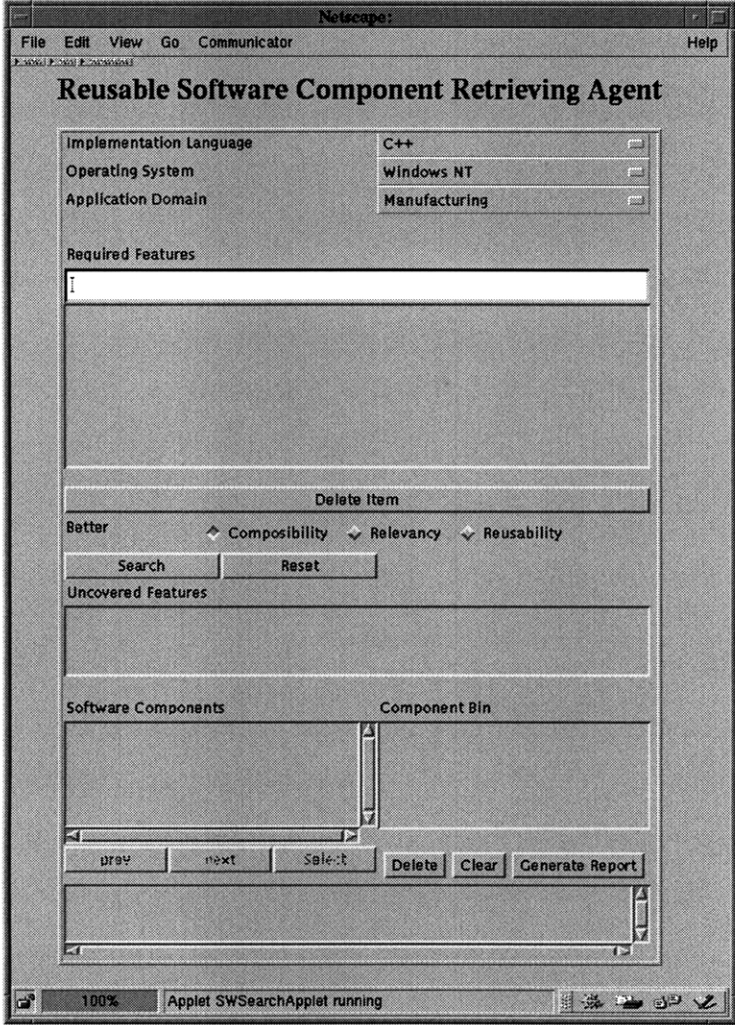 Netscape:
File Edit View Go Communicator Help
Reusable Software Component Retrieving Agent
Implementation Language C++
Operating System Windows NT
Application Domain Manufacturing
Required Features
Delete Item
Better Composibility Relevancy Reusability
Search Reset
Uncovered Features
Software Components Component Bin
prev next Select Delete Clear Generate Report
100% Applet SWSearchApplet running